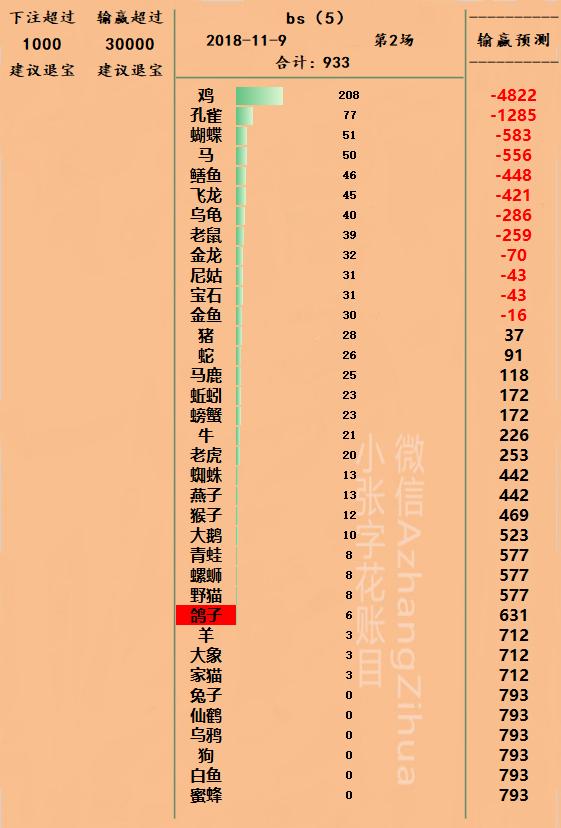 下注超过 输赢超过
1000 30000
建议退宝 建议退宝
bs（5）
2018-11-9 第2场
合计：933
输赢预测
鸡 208 -4822
孔雀 77 -1285
蝴蝶 51 -583
马 50 -556
鳝鱼 46 -448
飞龙 45 -421
乌龟 40 -286
老鼠 39 -259
金龙 32 -70
尼姑 31 -43
宝石 31 -43
金鱼 30 -16
猪 28 37
蛇 26 91
马鹿 25 118
蚯蚓 23 172
螃蟹 23 172
牛 21 226
老虎 20 253
蜘蛛 13 442
燕子 13 442
猴子 12 469
大鹅 10 523
青蛙 8 577
螺蛳 8 577
野猫 8 577
鸽子 6 631
羊 3 712
大象 3 712
家猫 3 712
兔子 0 793
仙鹤 0 793
乌鸦 0 793
狗 0 793
白鱼 0 793
蜜蜂 0 793
微信AzhangZihua
小张字花账目